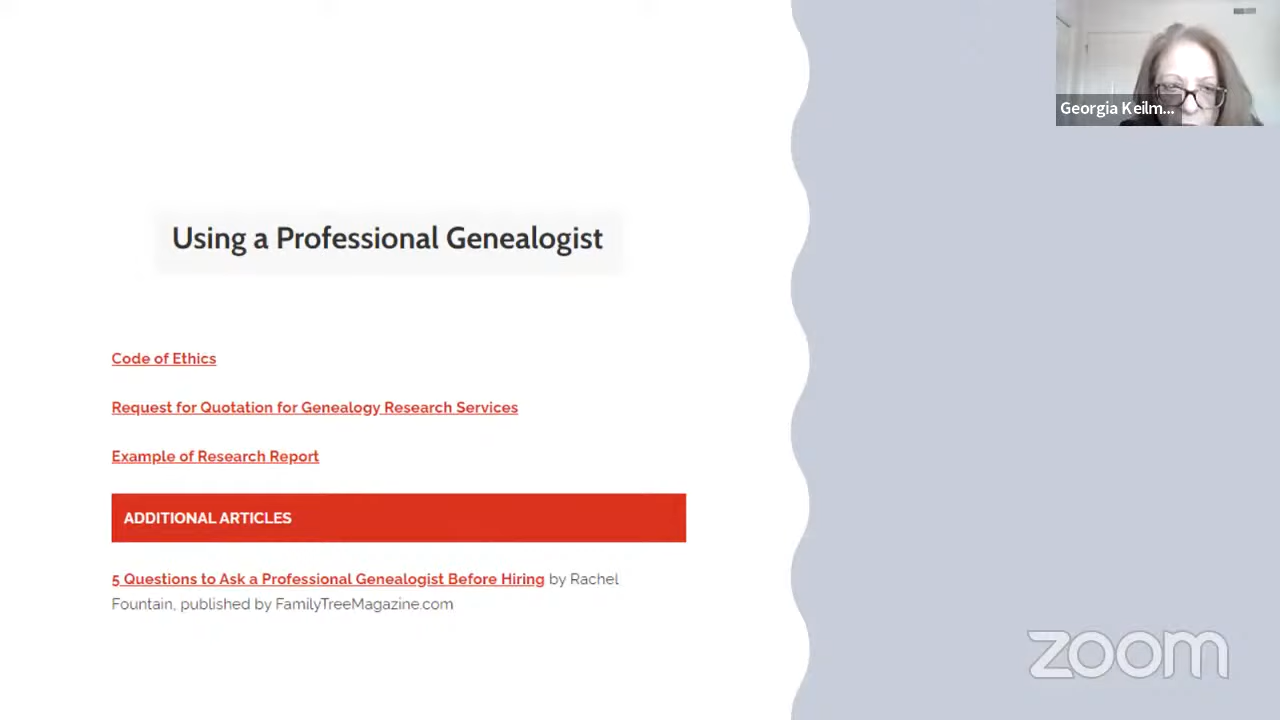 Georgia Keilm...
Using a Professional Genealogist
Code of Ethics
Request for Quotation for Genealogy Research Services
Example of Research Report
ADDITIONAL ARTICLES
5 Questions to Ask a Professional Genealogist Before Hiring by Rachel
Fountain, published by FamilyTreeMagazine.com
zoom